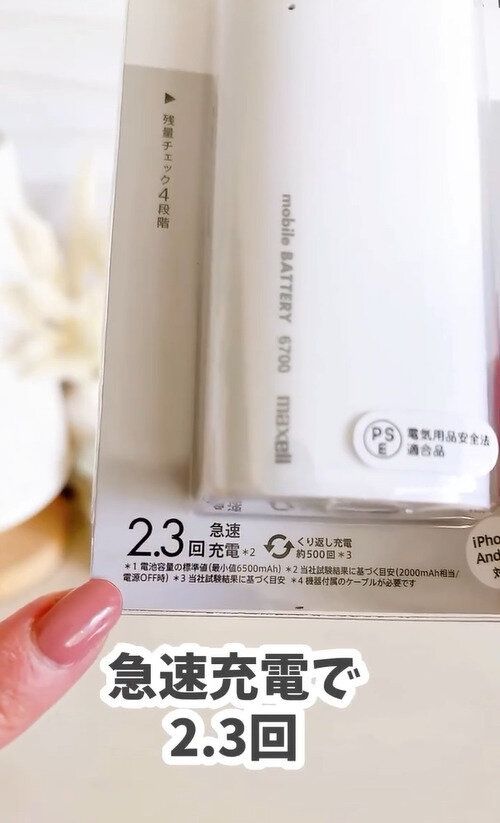 ▶ 残量チェック4段階
mobile BATTERY 6700 maxell
PSE
電気用品安全法
適合品
2.3回 急速充電*2
くり返し充電
約500回*3
iPho
And
対
*1 電池容量の標準値(最小値6500mAh) *2 当社試験結果に基づく目安(2000mAh相当/
電源OFF時) *3 当社試験結果に基づく目安 *4 機器付属のケーブルが必要です
急速充電で
2.3回